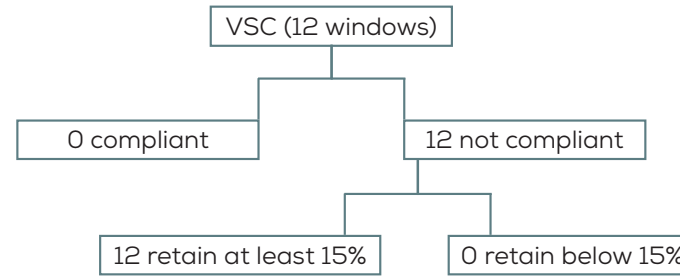 VSC (12 windows)
0 compliant
12 not compliant
12 retain at least 15%
0 retain below 15%